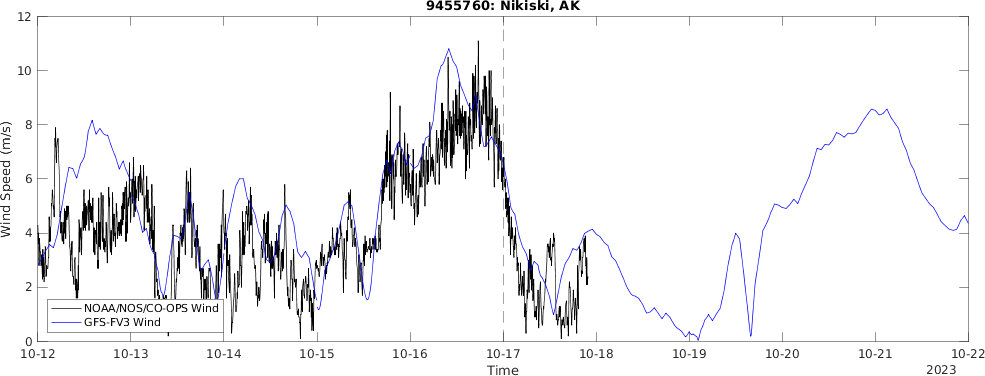 9455760: Nikiski, AK
12
10
8
6
4
2
0
Wind Speed (m/s)
NOAA/NOS/CO-OPS Wind
GFS-FV3 Wind
10-12 10-13 10-14 10-15 10-16 10-17 10-18 10-19 10-20 10-21 10-22
Time
2023